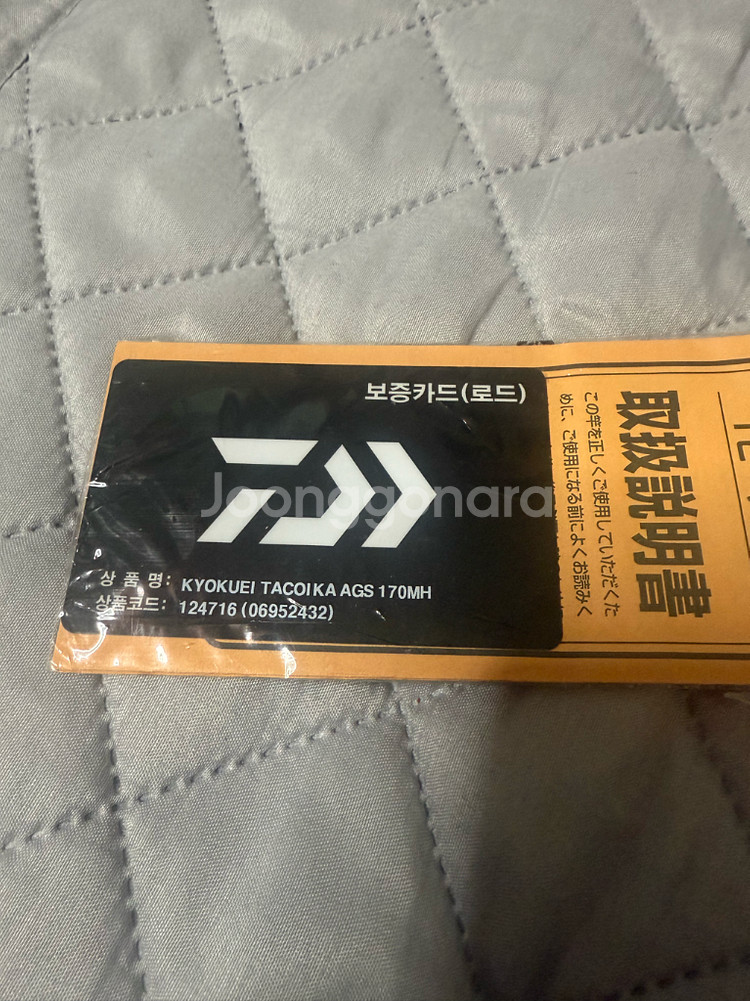 보증카드(로드)
Joonggonara
상 품 명: KYOKUEI TACOIKA AGS 170MH
상품코드: 124716 (06952432)
取扱説明書
この竿を正しくご使用していただくた
めに、ご使用になる前によくお読みく